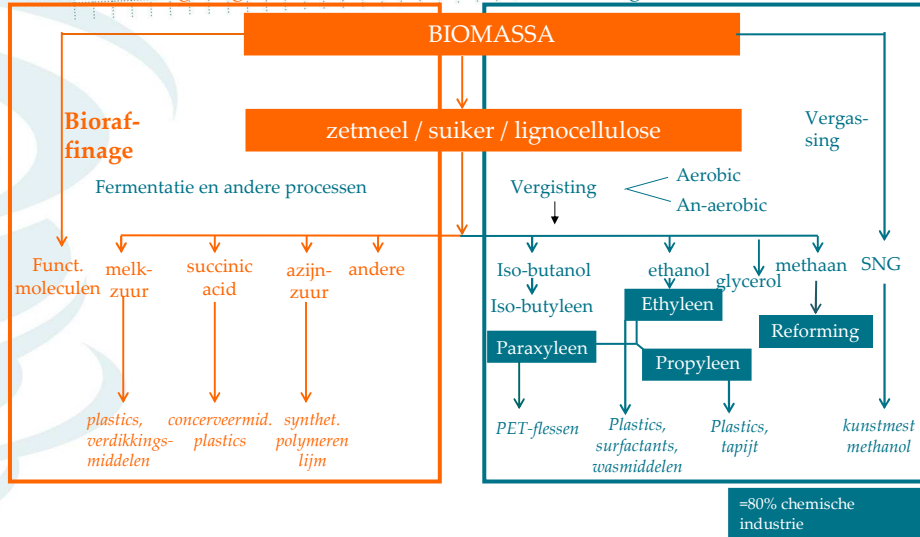 BIOMASSA
zetmeel / suiker / lignocellulose
Bioraf-
finage
Vergas-
sing
Fermentatie en andere processen
Vergisting
Aerobic
An-aerobic
Funct.
moleculen
melk-
zuur
succinic
acid
azijn-
zuur
andere
Iso-butanol
Iso-butyleen
ethanol
glycerol
methaan
SNG
Ethyleen
Reforming
Paraxyleen
Propyleen
plastics,
verdikkings-
middelen
concerveermid.
plastics
synthet.
polymeren
lijm
PET-flessen
Plastics,
surfactants,
wasmiddelen
Plastics,
tapijt
kunstmest
methanol
=80% chemische
industrie